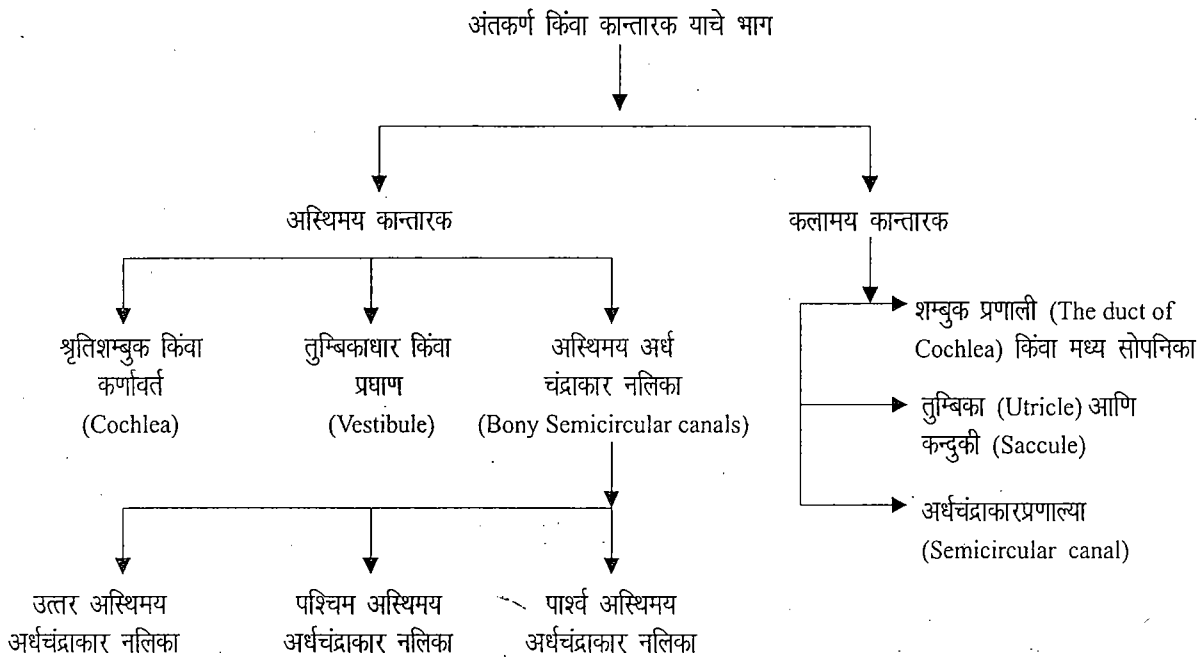 अंतकर्ण किंवा कान्तारक याचे भाग
अस्थिमय कान्तारक
कलामय कान्तारक
श्रृतिशम्बुक किंवा
कर्णावर्त
(Cochlea)
तुम्बिकाधार किंवा
प्रघाण
(Vestibule)
अस्थिमय अर्ध
चंद्राकार नलिका
(Bony Semicircular canals)
शम्बुक प्रणाली (The duct of
Cochlea) किंवा मध्य सोपनिका
तुम्बिका (Utricle) आणि
कन्दुकी (Saccule)
अर्धचंद्राकारप्रणाल्या
(Semicircular canal)
उत्तर अस्थिमय
अर्धचंद्राकार नलिका
पश्चिम अस्थिमय
अर्धचंद्राकार नलिका
पार्श्व अस्थिमय
अर्धचंद्राकार नलिका